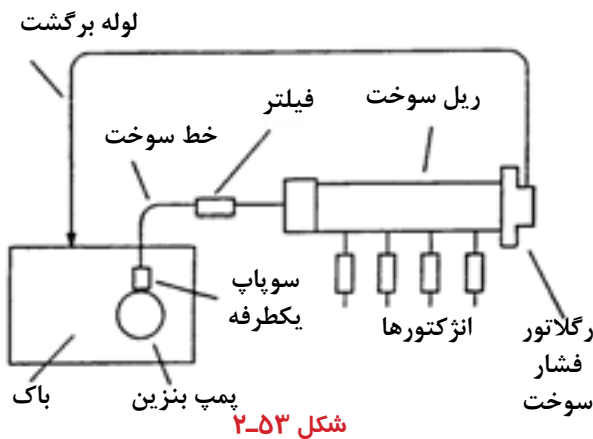 لوله برگشت
فیلتر
ریل سوخت
خط سوخت
سوپاپ
یکطرفه
انژکتورها
رگلاتور
فشار
سوخت
باک
پمپ بنزین
شکل ۵۳-۲